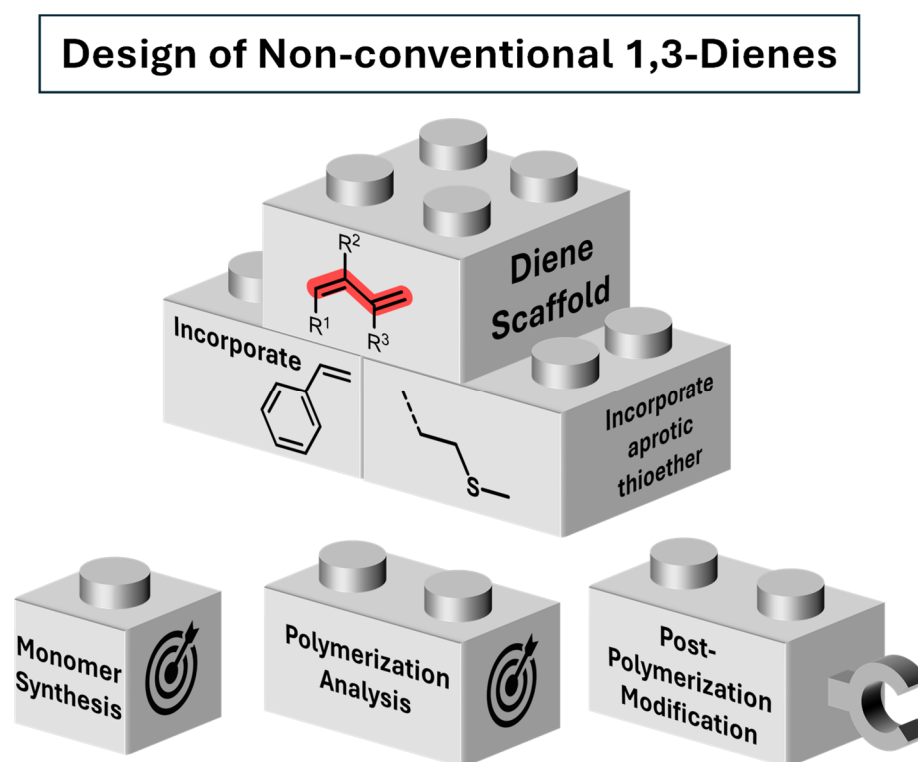 Design of Non-conventional 1,3-Dienes
R²
R¹
R³
Diene
Scaffold
Incorporate
S
Incorporate
aprotic
thioether
Monomer
Synthesis
Polymerization
Analysis
Post-
Polymerization
Modification